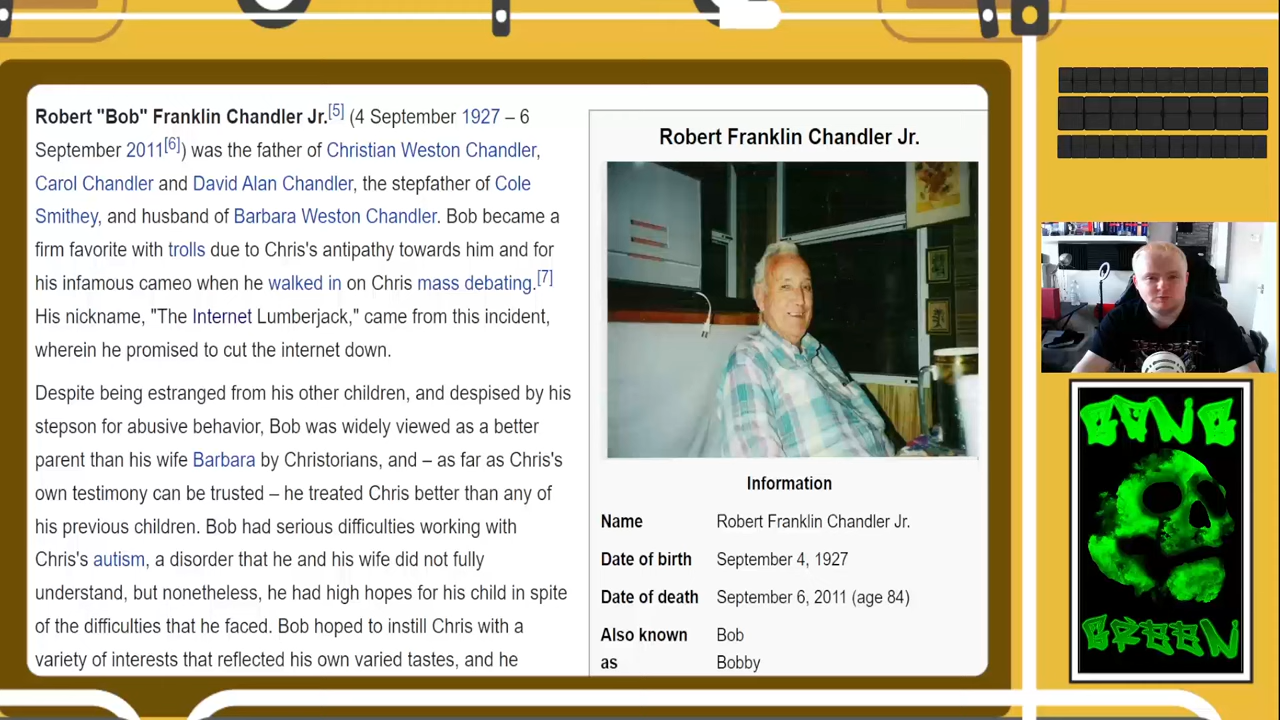 Robert "Bob" Franklin Chandler Jr.[5] (4 September 1927 – 6
September 2011[6]) was the father of Christian Weston Chandler,
Carol Chandler and David Alan Chandler, the stepfather of Cole
Smithey, and husband of Barbara Weston Chandler. Bob became a
firm favorite with trolls due to Chris's antipathy towards him and for
his infamous cameo when he walked in on Chris mass debating.[7]
His nickname, "The Internet Lumberjack," came from this incident,
wherein he promised to cut the internet down.
Despite being estranged from his other children, and despised by his
stepson for abusive behavior, Bob was widely viewed as a better
parent than his wife Barbara by Christorians, and – as far as Chris's
own testimony can be trusted – he treated Chris better than any of
his previous children. Bob had serious difficulties working with
Chris's autism, a disorder that he and his wife did not fully
understand, but nonetheless, he had high hopes for his child in spite
of the difficulties that he faced. Bob hoped to instill Chris with a
variety of interests that reflected his own varied tastes, and he
Robert Franklin Chandler Jr.
Information
Name Robert Franklin Chandler Jr.
Date of birth September 4, 1927
Date of death September 6, 2011 (age 84)
Also known Bob
as Bobby
GONG
GREEN